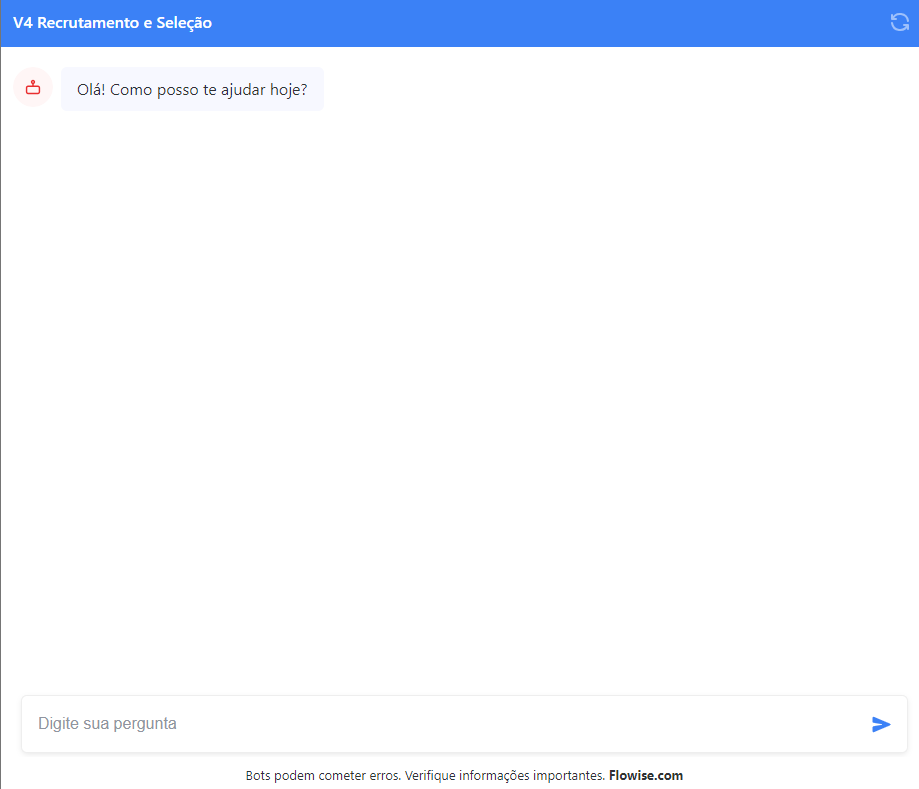 V4 Recrutamento e Seleção
Olá! Como posso te ajudar hoje?
Digite sua pergunta
Bots podem cometer erros. Verifique informações importantes. Flowise.com